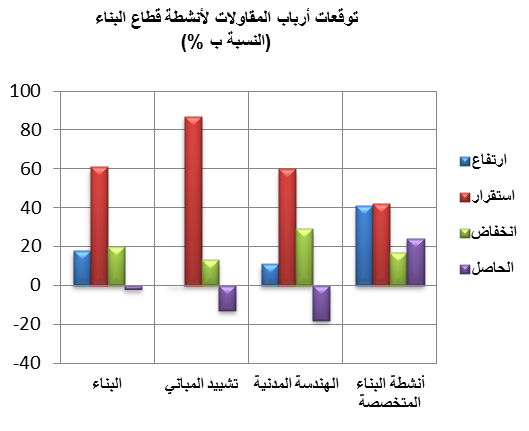 توقعات أرباب المقاولات لأنشطة قطاع البناء
(النسبة ب %)
100
80
60
40
20
0
-20
-40
ارتفاع
استقرار
انخفاض
الحاصل
البناء
تشييد المباني
الهندسة المدنية
أنشطة البناء
المتخصصة